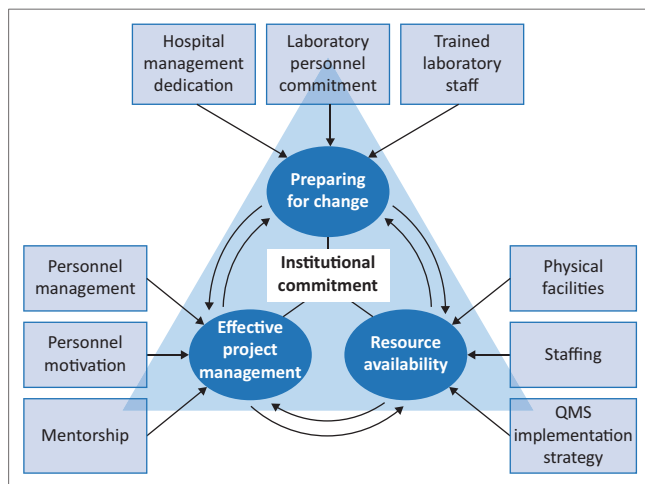 Hospital
management
dedication
Laboratory
personnel
commitment
Trained
laboratory
staff
Preparing
for change
Institutional
commitment
Personnel
management
Personnel
motivation
Mentorship
Effective
project
management
Resource
availability
Physical
facilities
Staffing
QMS
implementation
strategy